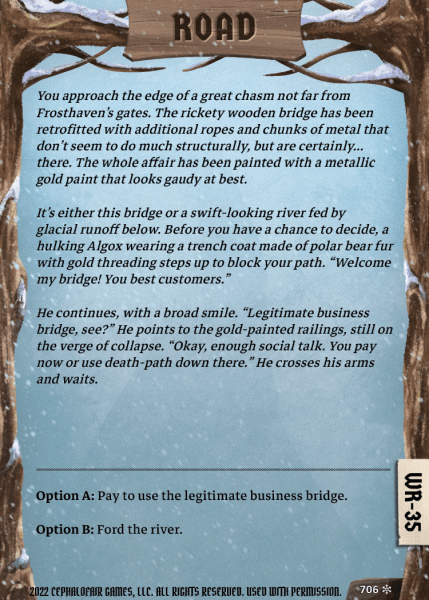 ROAD
You approach the edge of a great chasm not far from
Frosthaven's gates. The rickety wooden bridge has been
retrofitted with additional ropes and chunks of metal that
don't seem to do much structurally, but are certainly...
there. The whole affair has been painted with a metallic
gold paint that looks gaudy at best.
It's either this bridge or a swift-looking river fed by
glacial runoff below. Before you have a chance to decide, a
hulking Algox wearing a trench coat made of polar bear fur
with gold threading steps up to block your path. “Welcome
my bridge! You best customers.”
He continues, with a broad smile. “Legitimate business
bridge, see?” He points to the gold-painted railings, still on
the verge of collapse. “Okay, enough social talk. You pay
now or use death-path down there.” He crosses his arms
and waits.
Option A: Pay to use the legitimate business bridge.
Option B: Ford the river.
WR-35
2022 CEPHALOFAIR GAMES, LLC. ALL RIGHTS RESERVED. USED WITH PERMISSION.
706